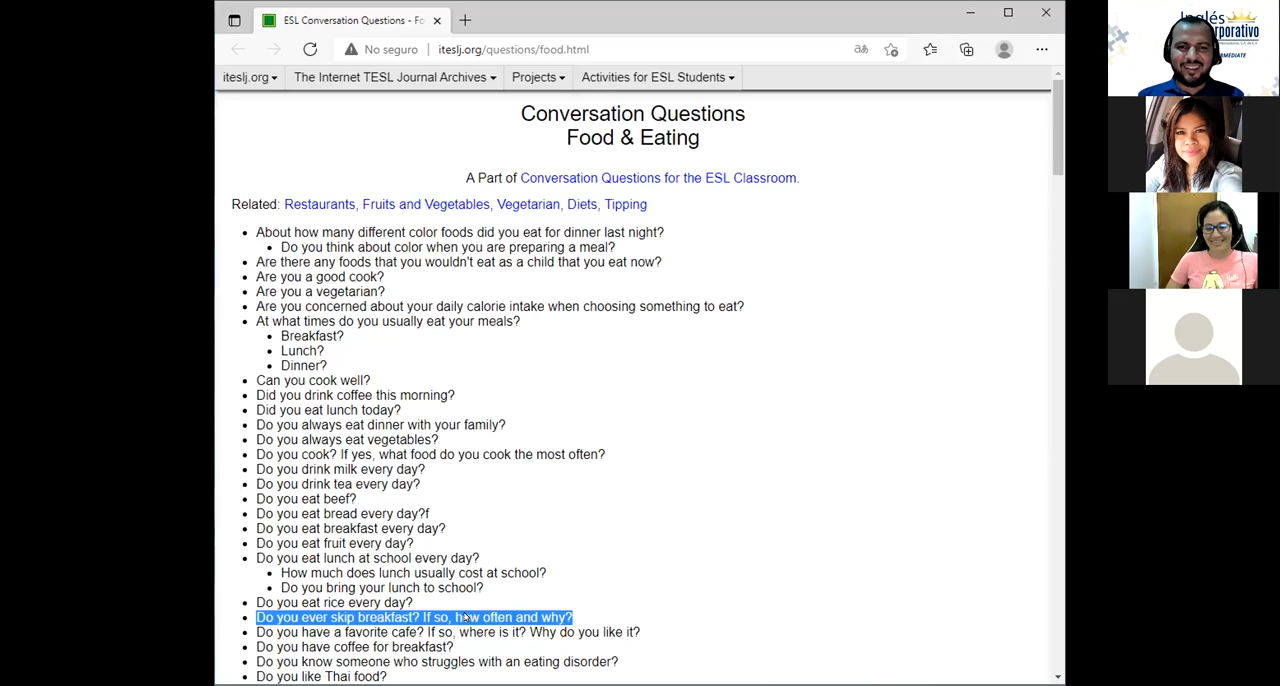 ESL Conversation Questions - Fo
No seguro
iteslj.org/questions/food.html
iteslj.org
The Internet TESL Journal Archives
Projects
Activities for ESL Students
Conversation Questions
Food & Eating
A Part of Conversation Questions for the ESL Classroom.
Related: Restaurants, Fruits and Vegetables, Vegetarian, Diets, Tipping
About how many different color foods did you eat for dinner last night?
Do you think about color when you are preparing a meal?
Are there any foods that you wouldn't eat as a child that you eat now?
Are you a good cook?
Are you a vegetarian?
Are you concerned about your daily calorie intake when choosing something to eat?
At what times do you usually eat your meals?
Breakfast?
Lunch?
Dinner?
Can you cook well?
Did you drink coffee this morning?
Did you eat lunch today?
Do you always eat dinner with your family?
Do you always eat vegetables?
Do you cook? If yes, what food do you cook the most often?
Do you drink milk every day?
Do you drink tea every day?
Do you eat beef?
Do you eat bread every day?f
Do you eat breakfast every day?
Do you eat fruit every day?
Do you eat lunch at school every day?
How much does lunch usually cost at school?
Do you bring your lunch to school?
Do you eat rice every day?
Do you ever skip breakfast? If so, how often and why?
Do you have a favorite cafe? If so, where is it? Why do you like it?
Do you have coffee for breakfast?
Do you know someone who struggles with an eating disorder?
Do you like Thai food?
Inglés